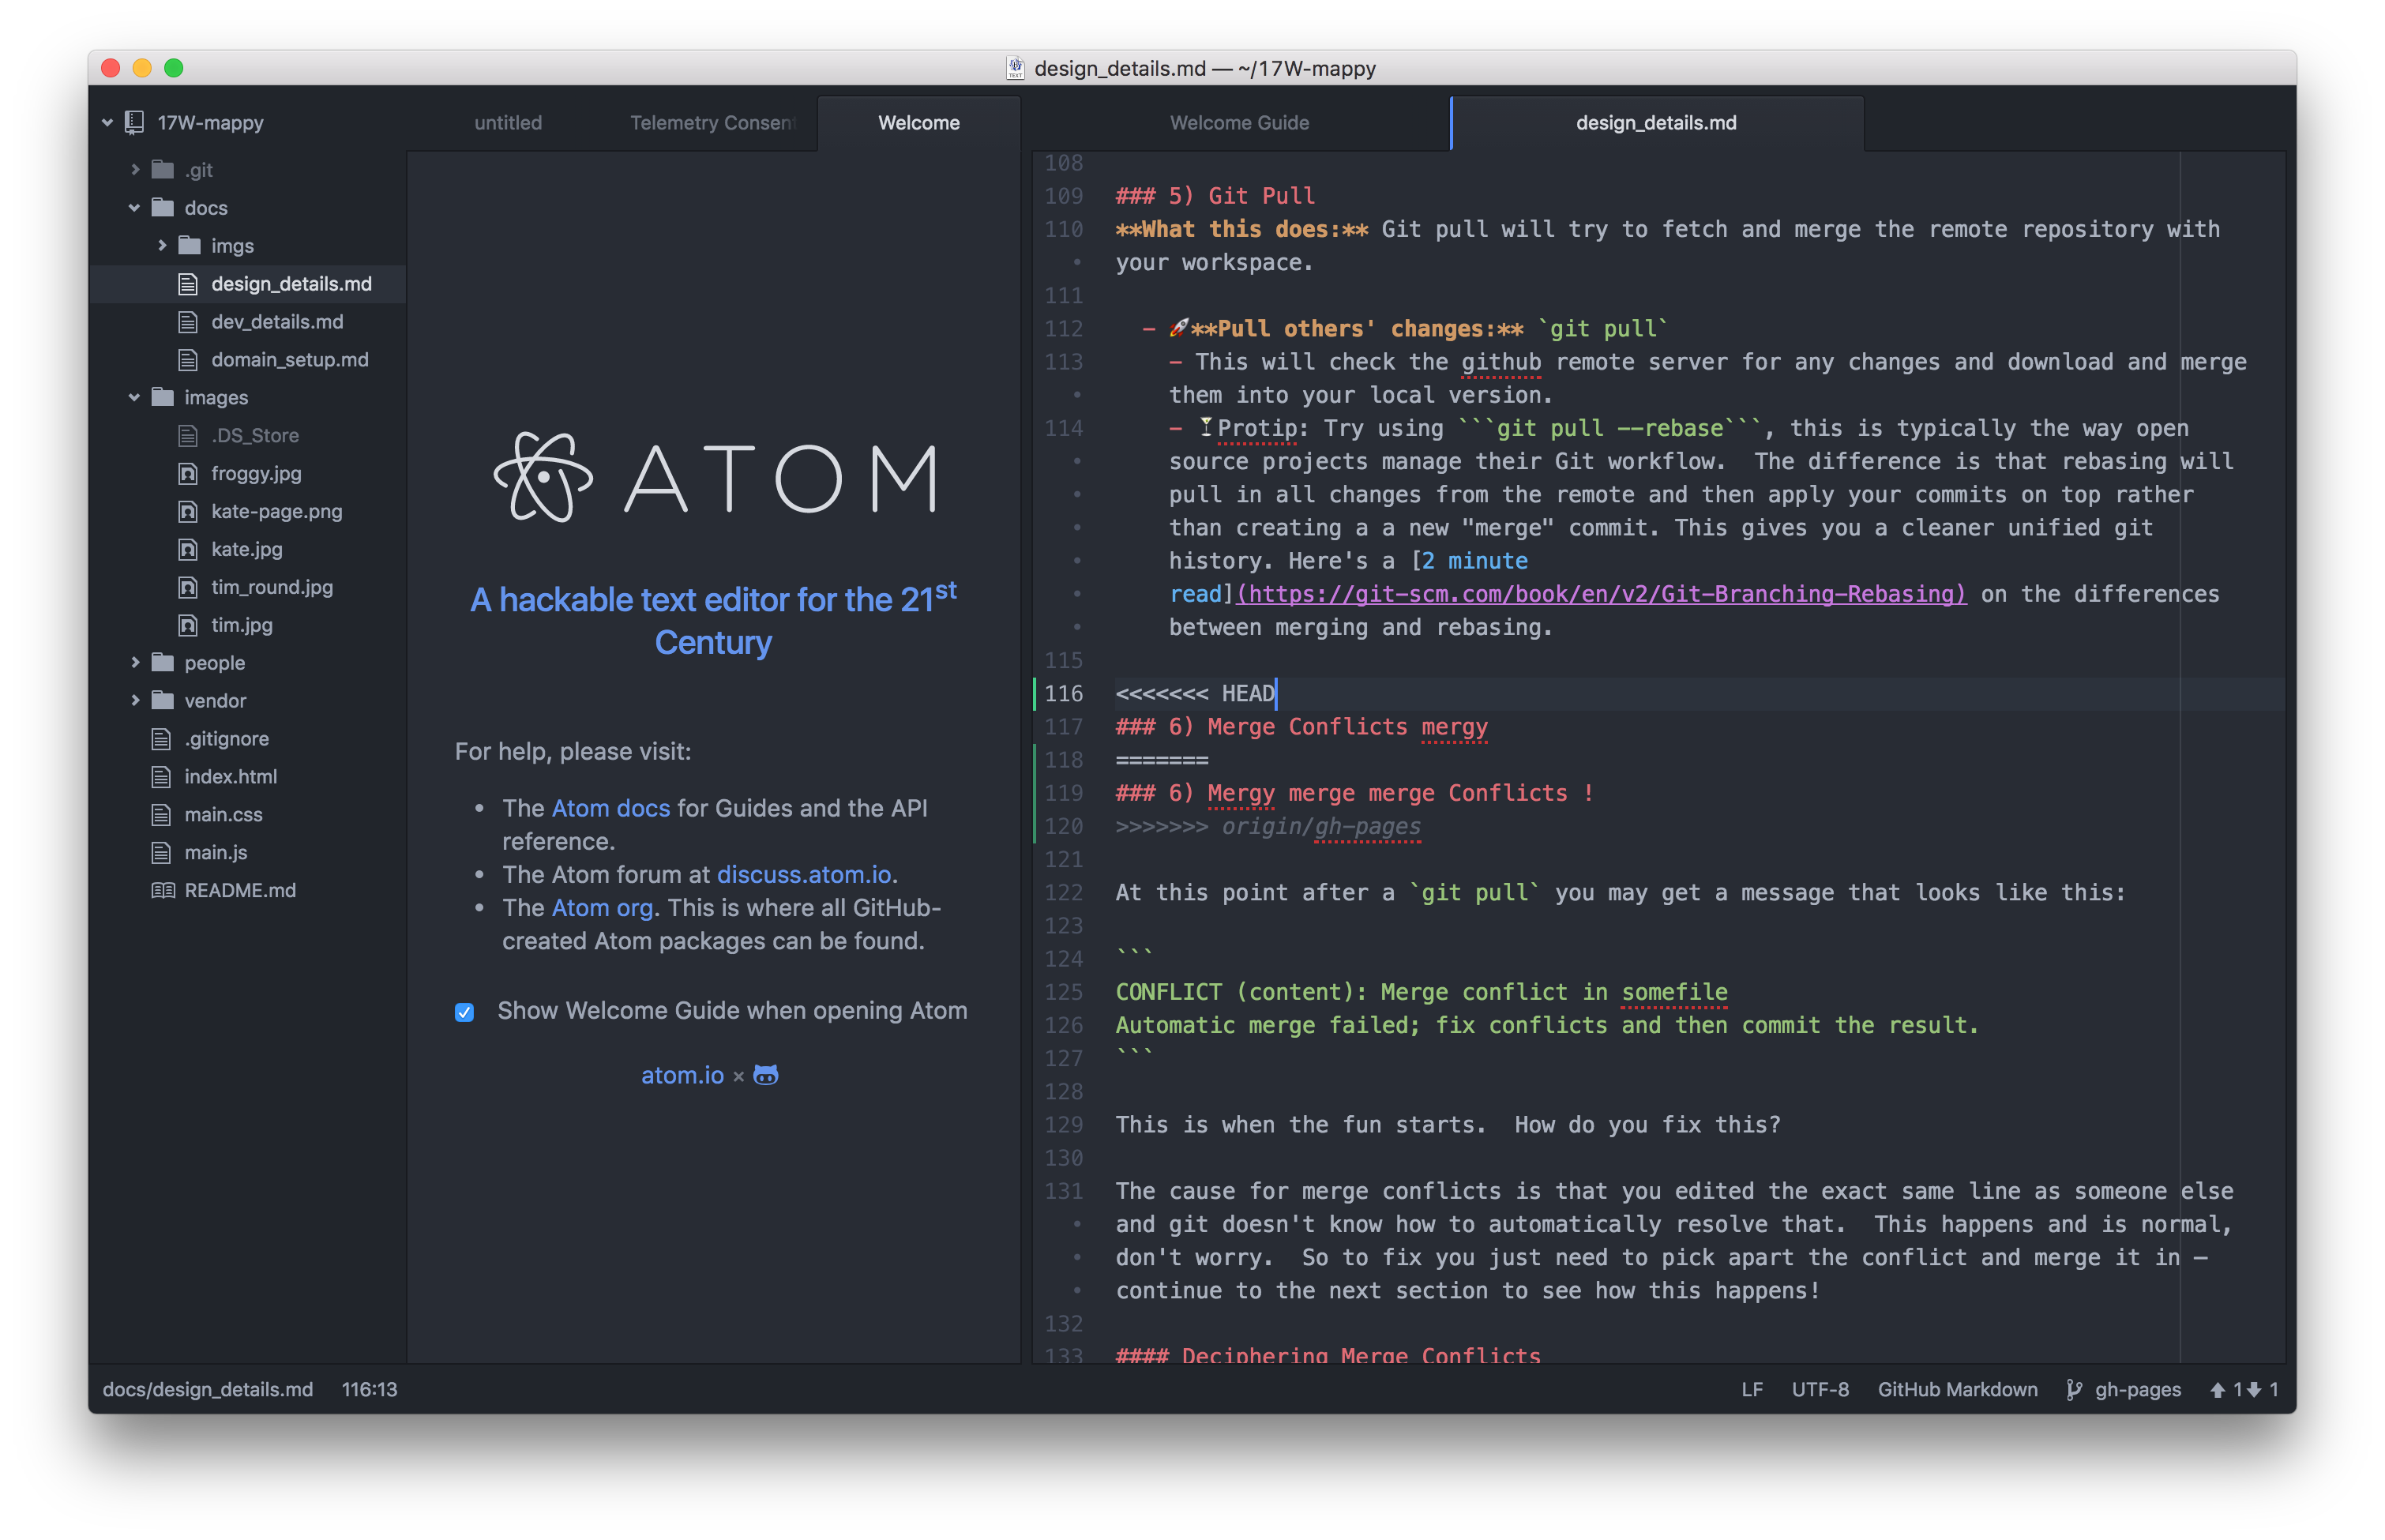 design_details.md — ~/17W-mappy
17W-mappy
.git
docs
imgs
design_details.md
dev_details.md
domain_setup.md
images
.DS_Store
froggy.jpg
kate-page.png
kate.jpg
tim_round.jpg
tim.jpg
people
vendor
.gitignore
index.html
main.css
main.js
README.md
untitled
Telemetry Consent
Welcome
ATOM
A hackable text editor for the 21st
Century
For help, please visit:
• The Atom docs for Guides and the API
reference.
• The Atom forum at discuss.atom.io.
• The Atom org. This is where all GitHub-
created Atom packages can be found.
Show Welcome Guide when opening Atom
atom.io ×
Welcome Guide
design_details.md
108
109 ### 5) Git Pull
110 **What this does:** Git pull will try to fetch and merge the remote repository with
• your workspace.
111
112 - 🚀**Pull others' changes:** `git pull`
113 - This will check the github remote server for any changes and download and merge
• them into your local version.
114 - 🍸Protip: Try using ```git pull --rebase```, this is typically the way open
• source projects manage their Git workflow.  The difference is that rebasing will
• pull in all changes from the remote and then apply your commits on top rather
• than creating a a new "merge" commit. This gives you a cleaner unified git
• history. Here's a [2 minute
• read](https://git-scm.com/book/en/v2/Git-Branching-Rebasing) on the differences
• between merging and rebasing.
115
116 <<<<<<< HEAD
117 ### 6) Merge Conflicts mergy
118 =======
119 ### 6) Mergy merge merge Conflicts !
120 >>>>>>> origin/gh-pages
121
122 At this point after a `git pull` you may get a message that looks like this:
123
124 ```
125 CONFLICT (content): Merge conflict in somefile
126 Automatic merge failed; fix conflicts and then commit the result.
127 ```
128
129 This is when the fun starts.  How do you fix this?
130
131 The cause for merge conflicts is that you edited the exact same line as someone else
• and git doesn't know how to automatically resolve that.  This happens and is normal,
• don't worry.  So to fix you just need to pick apart the conflict and merge it in —
• continue to the next section to see how this happens!
132
133 #### Deciphering Merge Conflicts
docs/design_details.md 116:13
LF UTF-8 GitHub Markdown gh-pages 1 1